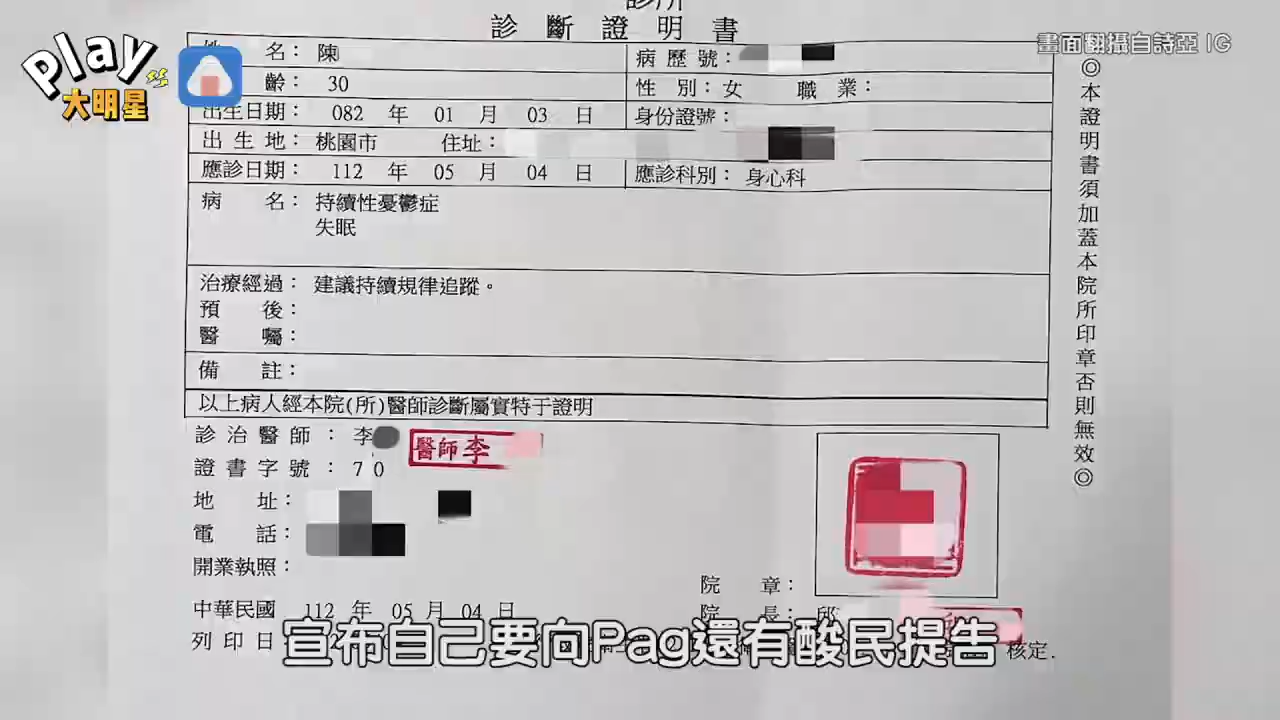 診所
診斷證明書
Play
大明星
畫面翻攝自詩亞 IG
姓 名：陳
病歷號：
齡： 30
性 別：女 職 業：
出生日期： 082 年 01 月 03 日
身份證號：
出 生 地：桃園市 住址：
應診日期： 112 年 05 月 04 日
應診科別： 身心科
病 名：持續性憂鬱症
失眠
治療經過： 建議持續規律追蹤。
預 後：
醫 囑：
備 註：
以上病人經本院(所)醫師診斷屬實特于證明
診治醫師：李
醫師李
證書字號：70
地 址：
電 話：
開業執照：
院 章：
中華民國 112 年 05 月 04 日
院 長：邱
列印日
核定.
◎本證明書須加蓋本院所印章否則無效◎
宣布自己要向Pag還有酸民提告